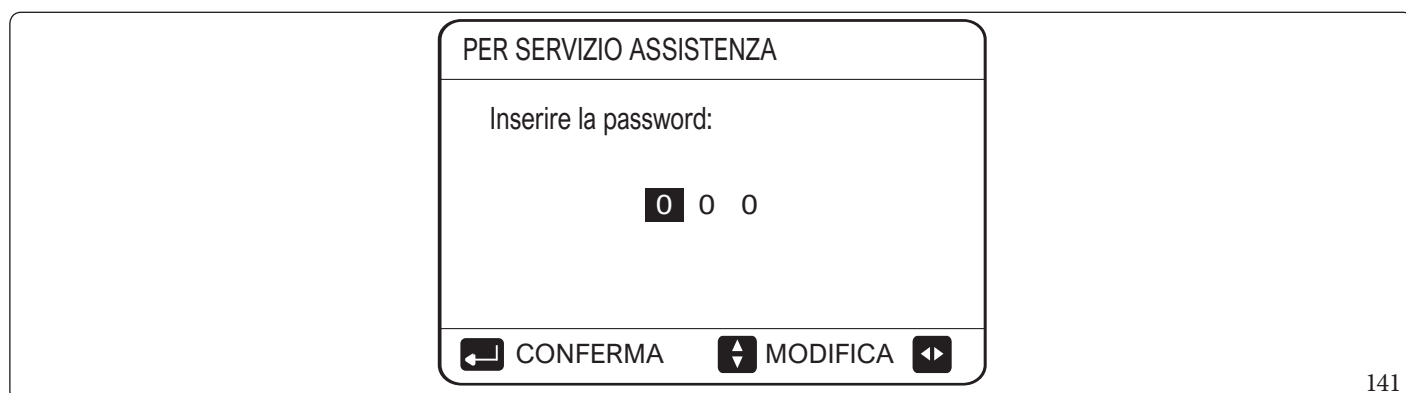 PER SERVIZIO ASSISTENZA
Inserire la password:
0 0 0
CONFERMA MODIFICA
141